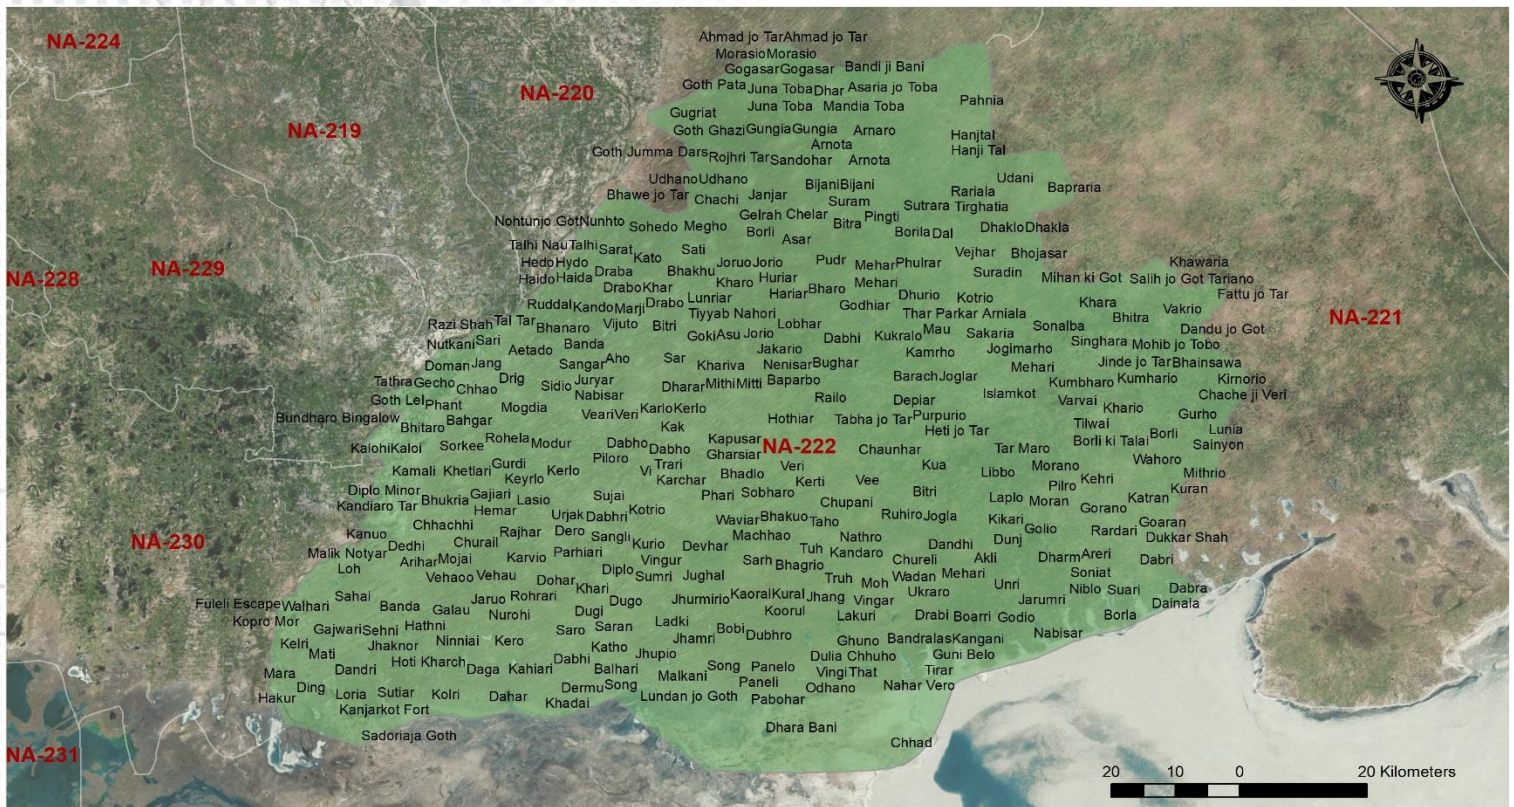 NA-224
Ahmad jo TarAhmad jo Tar
MorasioMorasio
GogasarGogasar Bandi ji Bani
NA-220
Goth Pata Juna Toba Dhar Asaria jo Toba
Juna Toba Mandia Toba Pahnia
Gugriat
NA-219
Goth Ghazi GungiaGungia Arnaro Hanjtal
Arnota Hanji Tal
Goth Jumma Dars Rojhri Tar Sandohar Arnota
UdhanoUdhano BijaniBijani Udani Bapraria
Bhawe jo Tar Chachi Janjar Suram Rariala
Sutrara Tirghatia
Nohtunjo Got Nunhto Sohedo Megho Gelrah Chelar Bitra Pingti
Borli Asar Borila Dal DhakloDhakla
Talhi Nau Talhi Sarat Sati
NA-228
NA-229
Hedo Hydo Kato Joruo Jorio Pudr Mehar Phulrar Vejhar Bhojasar Khawaria
Haido Haida Draba Bhakhu Huriar Suradin Mihan ki Got Salih jo Got Tariano
Drabo Khar Kharo Hariar Bharo Mehari Fattu jo Tar
Ruddal Kando Marji Drabo Lunriar Godhiar Dhurio Kotrio Khara Vakrio
Tiyyab Nahori Thar Parkar Arniala Bhitra
NA-221
Razi Shah Tal Tar Bhanaro Vijuto Bitri Lobhar Mau Sonalba Dandu jo Got
Nutkani Sari Banda Goki Asu Jorio Dabhi Kukralo Sakaria Singhara Mohib jo Tobo
Aetado Aho Sar Jakario Kamrho Jogimarho
Doman Jang Sangar Khariva Nenisar Bughar Mehari Jinde jo Tar Bhainsawa
Tathra Gecho Chhao Drig Sidio Juryar Dharar Mithi Mitti Baparbo Barach Joglar Kumbharo Kumhario Kirnorio
Goth Lel Phant Nabisar Railo Depiar Islamkot Varvai Chache ji Veri
Bundharo Bingalow Bhitaro Bahgar Mogdia Veari Veri Karlo Kerlo Hothiar Tabha jo Tar Purpurio Khario Gurho
Kak Heti jo Tar Tilwai Lunia
Kalohi Kaloi Sorkee Rohela Modur Dabho Dabho Kapusar NA-222 Chaunhar Tar Maro Borli ki Talai Borli Sainyon
Gharsiar
Kamali Khetlari Gurdi Kerlo Piloro Trari Veri Kua Morano Wahoro
Keyrlo Vi Karchar Bhadlo Kerti Vee Libbo Pilro Kehri Mithrio
Diplo Minor Bhukria Gajiari Lasio Sujai Phari Sobharo Bitri Laplo Moran Katran Kuran
Kandiaro Tar Hemar Chupani Gorano
Urjak Dabhri Kotrio Waviar Bhakuo Taho Ruhiro Jogla Kikari Goaran
Chhachhi Rajhar Dero Golio Rardari
NA-230
Kanuo Dedhi Churail Sangli Kurio Devhar Machhao Nathro Dandhi Dunj Dukkar Shah
Malik Notyar Arihar Mojai Karvio Parhiari Vingur Sarh Tuh Kandaro Chureli Akli Dharm Areri Dabri
Loh Vehaoo Vehau Dohar Diplo Sumri Jughal Bhagrio Truh Moh Wadan Mehari Soniat
Khari Ukraro Unri Niblo Suari Dabra
Fuleli Escape Walhari Sahai Banda Galau Jaruo Rohrari Dugo Jhurmirio Kaoral Kural Jhang Vingar Jarumri Dainala
Kopro Mor Nurohi Dugi Koorul Lakuri Drabi Boarri Godio Borla
Gajwari Sehni Hathni Saro Saran Ladki Bobi Nabisar
Kelri Jhaknor Ninniai Kero Katho Jhamri Dubhro Ghuno Bandralas Kangani
Mati Hoti Kharch Dabhi Jhupio Dulia Chhuho Guni Belo
Mara Dandri Daga Kahiari Balhari Malkani Song Panelo Vingi That Tirar
Ding Loria Sutiar Kolri Dermu Song Paneli Odhano Nahar Vero
Hakur Dahar Khadai Lundan jo Goth Pabohar
Kanjarkot Fort
Sadoriaja Goth Dhara Bani
Chhad
NA-231
20 10 0 20 Kilometers